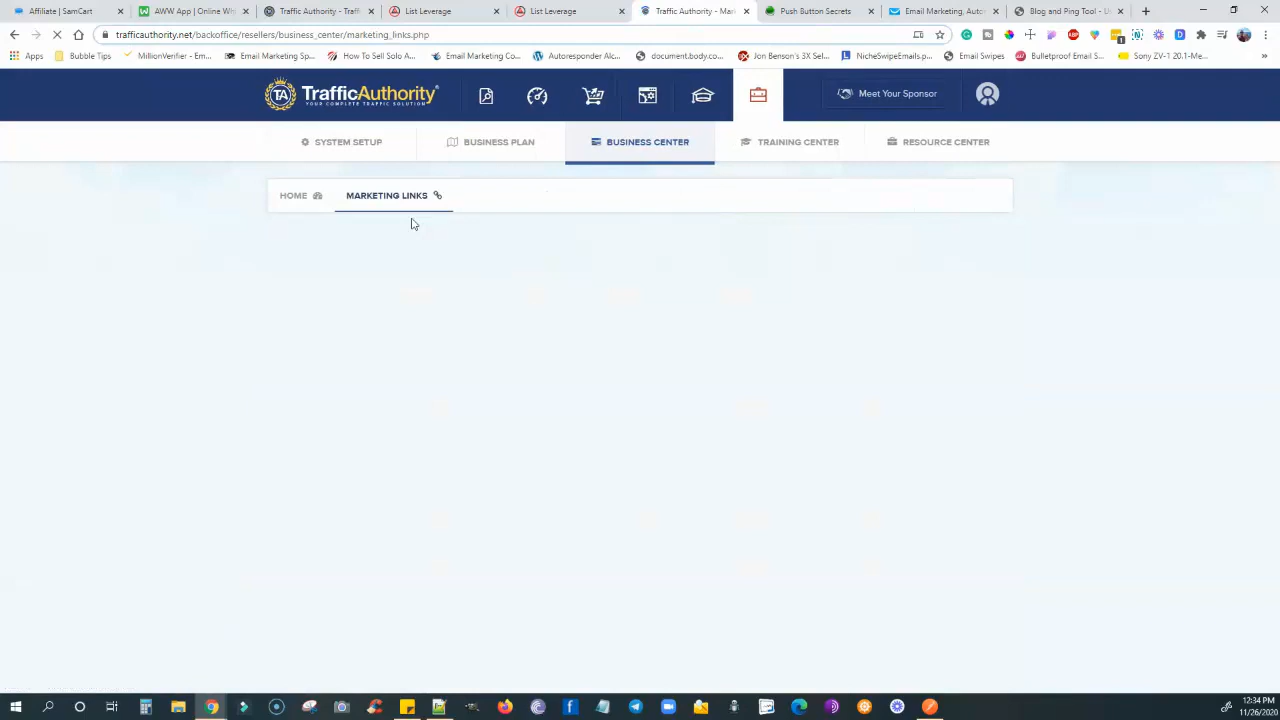 Affiliate | SamCart
AWW App | Online Wh
Traffic Authority - Traffi
List Leverage
List Leverage
Traffic Authority - Mar
Push Button Secrets
Email Marketing, Auto
Blog and Ping Tool - U
trafficauthority.net/backoffice/resellers/business_center/marketing_links.php
Apps
Bubble Tips
MillionVerifier - Em...
Email Marketing Sp...
How To Sell Solo A...
Email Marketing Co...
Autoresponder Alc...
document.body.co...
Jon Benson's 3X Sel...
NicheSwipeEmails.p...
Email Swipes
Bulletproof Email S...
Sony ZV-1 20.1-Me...
TA TrafficAuthority®
YOUR COMPLETE TRAFFIC SOLUTION
Meet Your Sponsor
SYSTEM SETUP
BUSINESS PLAN
BUSINESS CENTER
TRAINING CENTER
RESOURCE CENTER
HOME
MARKETING LINKS
12:34 PM
11/26/2020